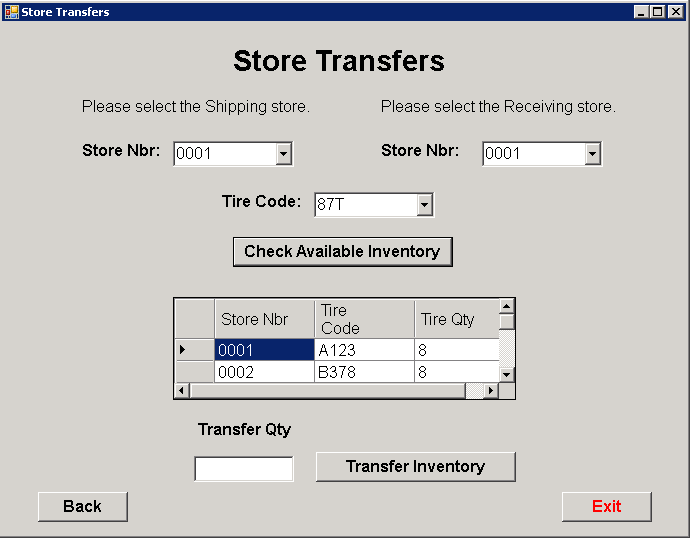 Store Transfers
Store Transfers
Please select the Shipping store.
Please select the Receiving store.
Store Nbr: 0001
Store Nbr: 0001
Tire Code: 87T
Check Available Inventory
Store Nbr Tire Code Tire Qty
0001 A123 8
0002 B378 8
Transfer Qty
Transfer Inventory
Back
Exit